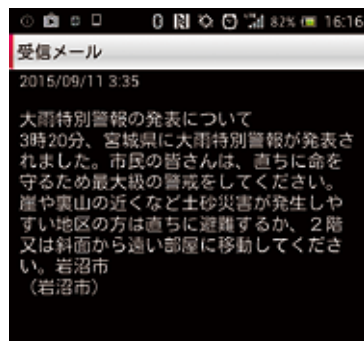 82% 16:16
受信メール
2015/09/11 3:35
大雨特別警報の発表について
3時20分、宮城県に大雨特別警報が発表さ
れました。市民の皆さんは、直ちに命を
守るため最大級の警戒をしてください。
崖や裏山の近くなど土砂災害が発生しや
すい地区の方は直ちに避難するか、２階
又は斜面から遠い部屋に移動してくださ
い。岩沼市
（岩沼市）